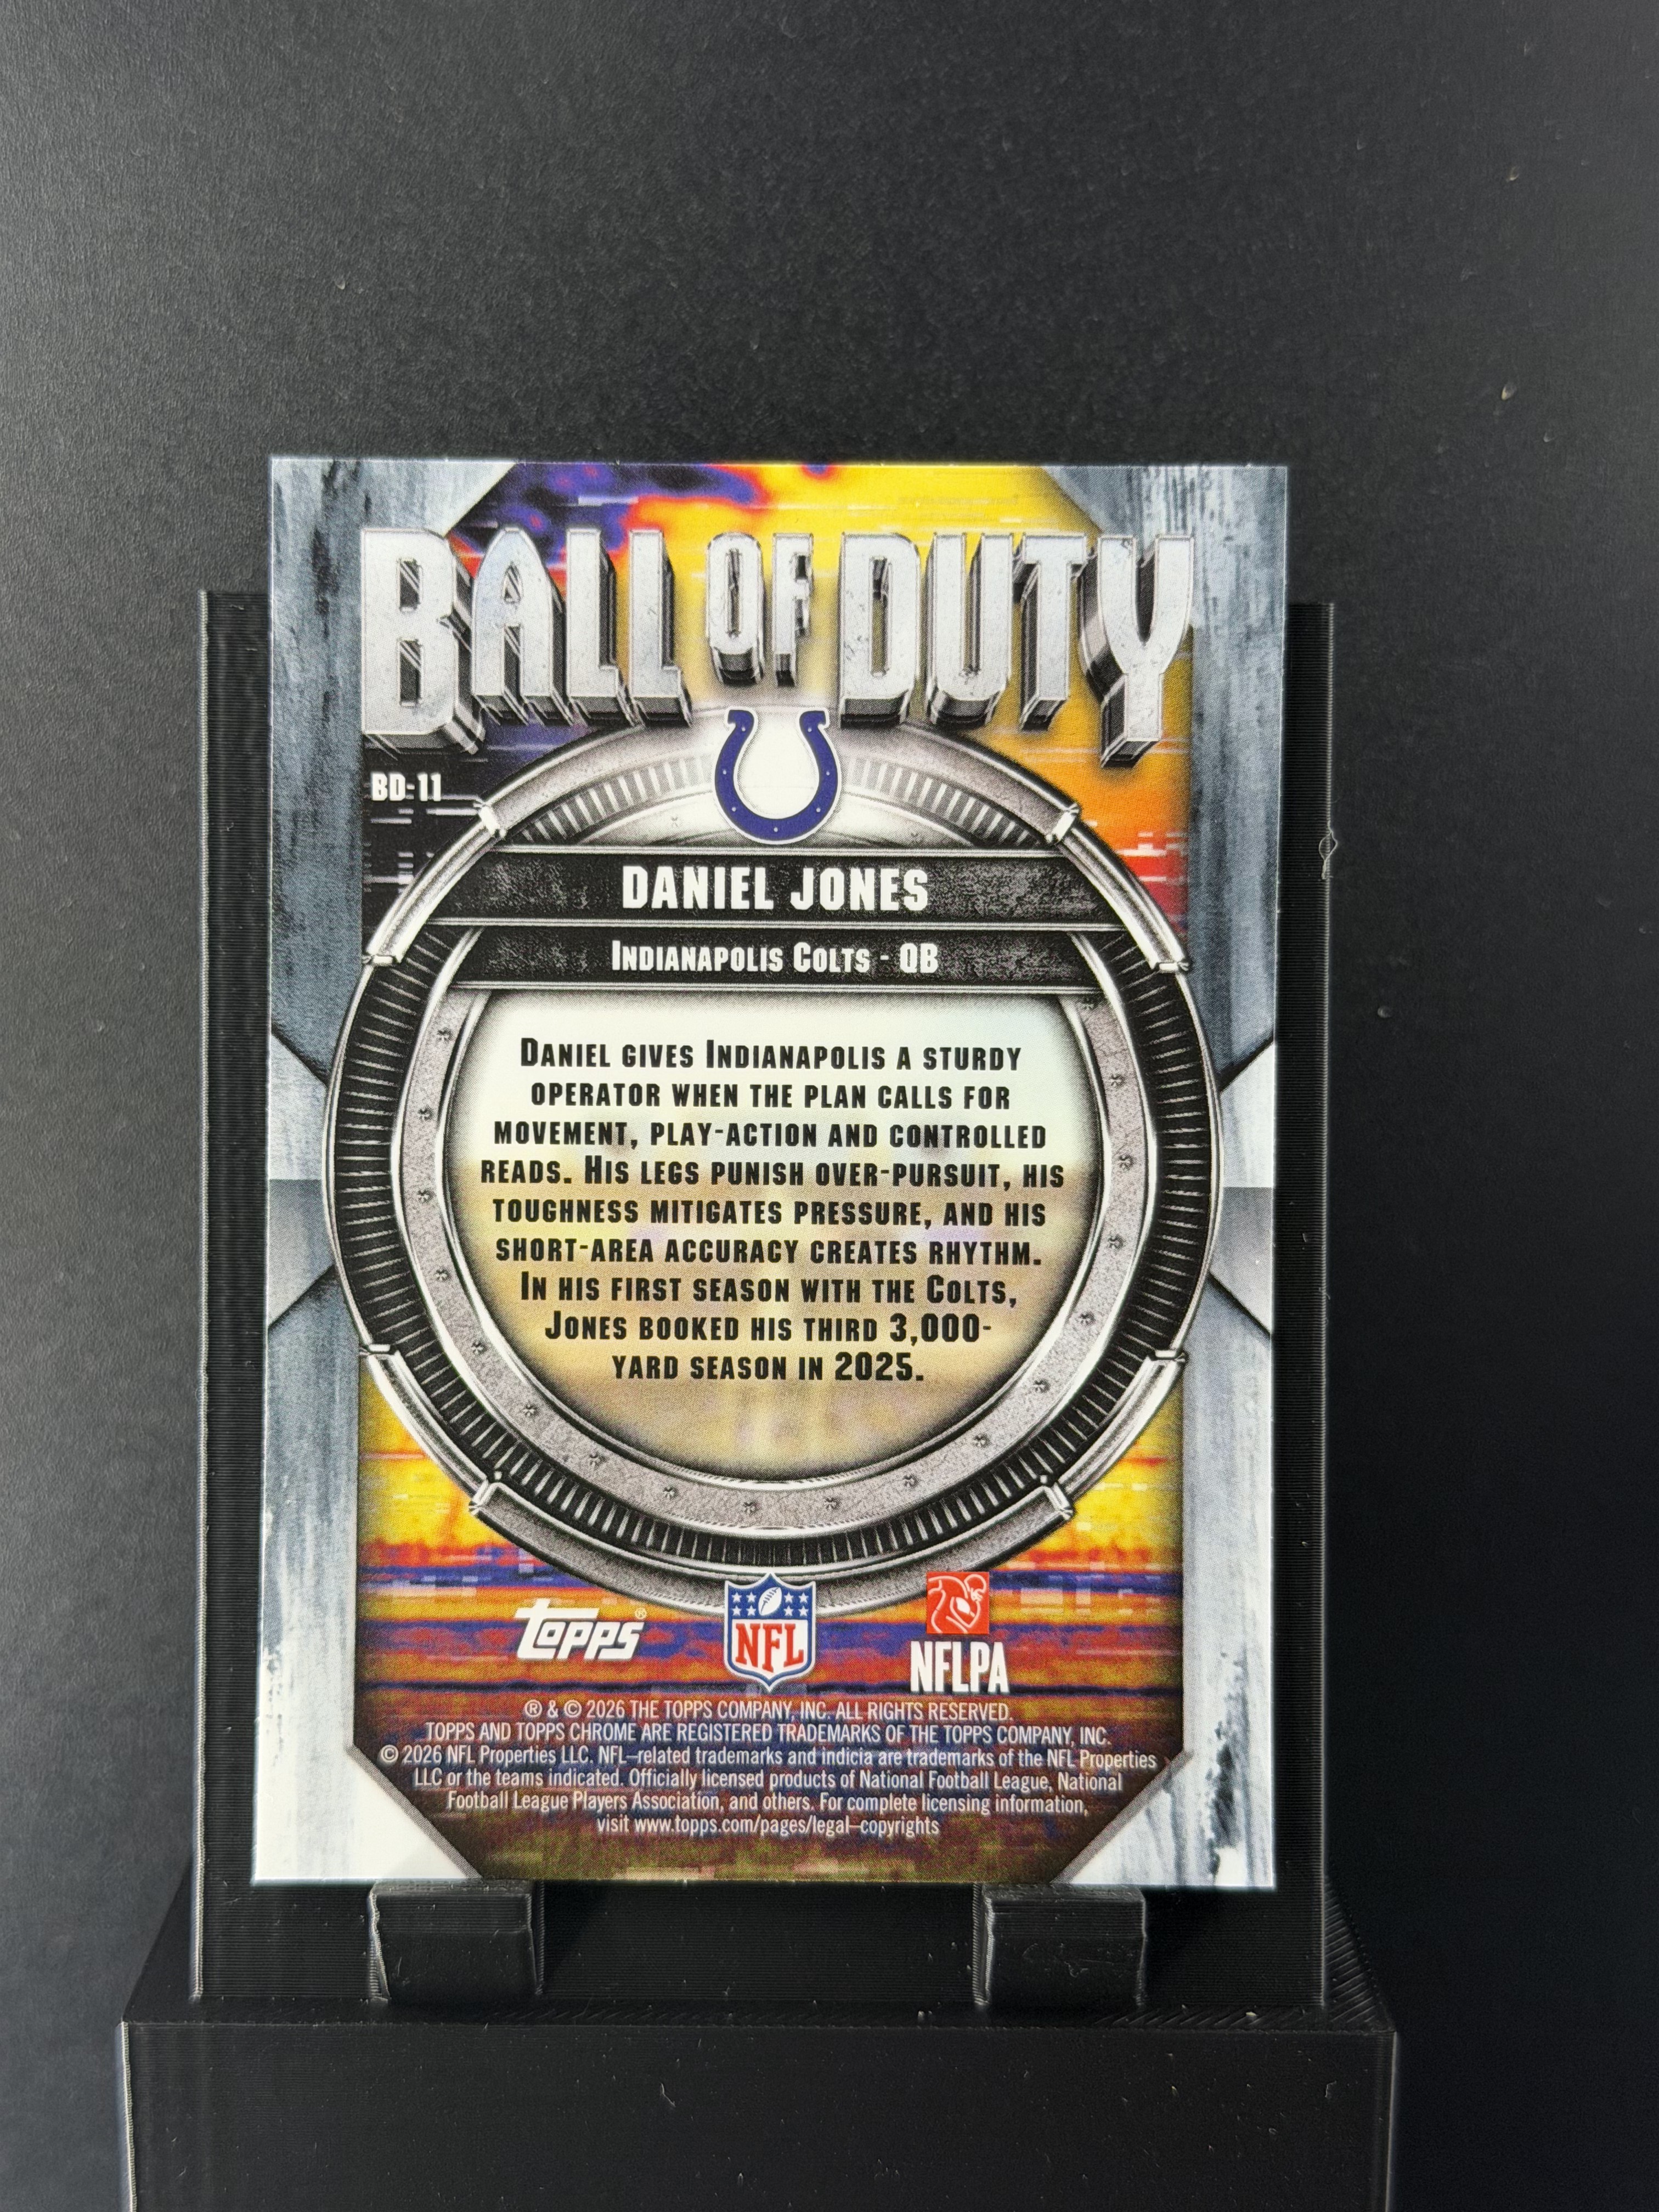 BALL OF DUTY
BD-11
DANIEL JONES
INDIANAPOLIS COLTS - QB
DANIEL GIVES INDIANAPOLIS A STURDY
OPERATOR WHEN THE PLAN CALLS FOR
MOVEMENT, PLAY-ACTION AND CONTROLLED
READS. HIS LEGS PUNISH OVER-PURSUIT, HIS
TOUGHNESS MITIGATES PRESSURE, AND HIS
SHORT-AREA ACCURACY CREATES RHYTHM.
IN HIS FIRST SEASON WITH THE COLTS,
JONES BOOKED HIS THIRD 3,000-
YARD SEASON IN 2025.
topps® NFL NFLPA
® & © 2026 THE TOPPS COMPANY, INC. ALL RIGHTS RESERVED.
TOPPS AND TOPPS CHROME ARE REGISTERED TRADEMARKS OF THE TOPPS COMPANY, INC.
© 2026 NFL Properties LLC. NFL-related trademarks and indicia are trademarks of the NFL Properties
LLC or the teams indicated. Officially licensed products of National Football League, National
Football League Players Association, and others. For complete licensing information,
visit www.topps.com/pages/legal-copyrights